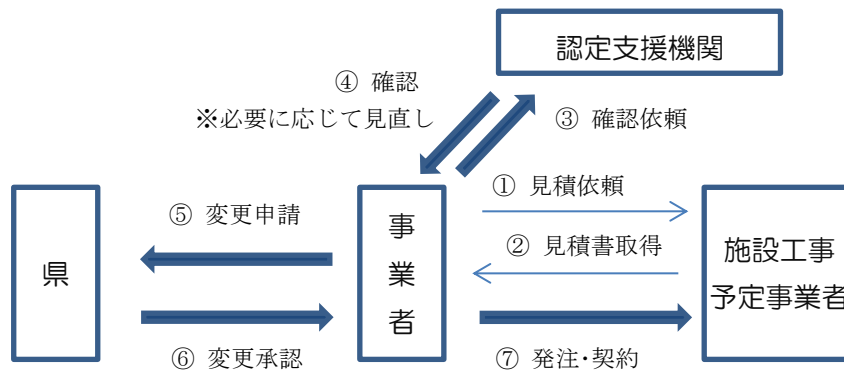 認定支援機関
④ 確認
※必要に応じて見直し
③ 確認依頼
① 見積依頼
⑤ 変更申請
② 見積書取得
県
事業者
施設工事
予定事業者
⑥ 変更承認
⑦ 発注・契約